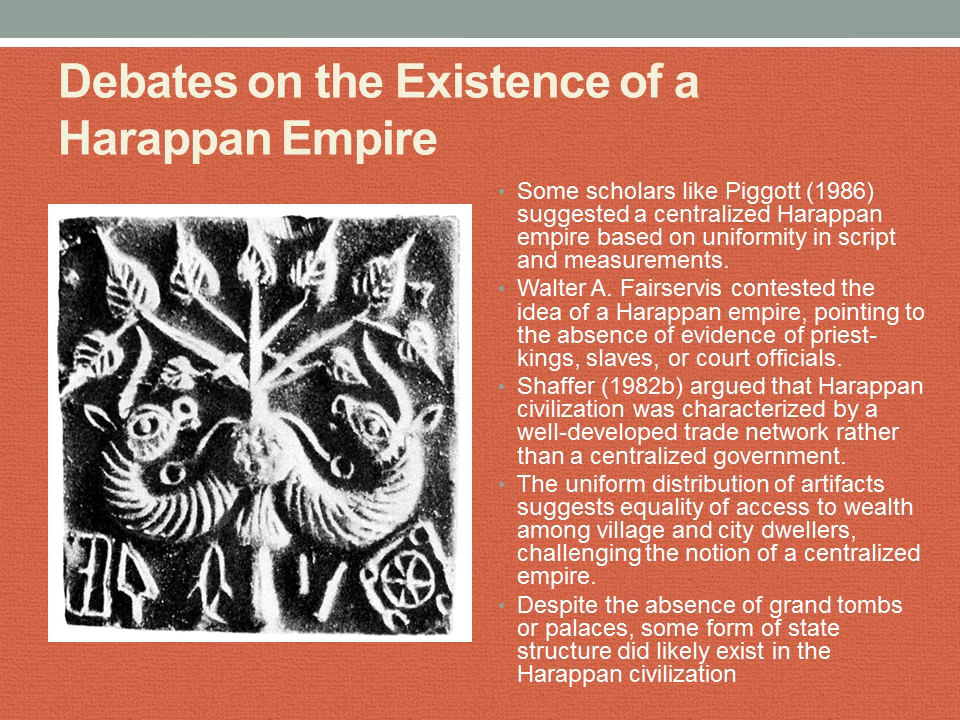 Debates on the Existence of a
Harappan Empire
• Some scholars like Piggott (1986)
suggested a centralized Harappan
empire based on uniformity in script
and measurements.
• Walter A. Fairservis contested the
idea of a Harappan empire, pointing to
the absence of evidence of priest-
kings, slaves, or court officials.
• Shaffer (1982b) argued that Harappan
civilization was characterized by a
well-developed trade network rather
than a centralized government.
• The uniform distribution of artifacts
suggests equality of access to wealth
among village and city dwellers,
challenging the notion of a centralized
empire.
• Despite the absence of grand tombs
or palaces, some form of state
structure did likely exist in the
Harappan civilization